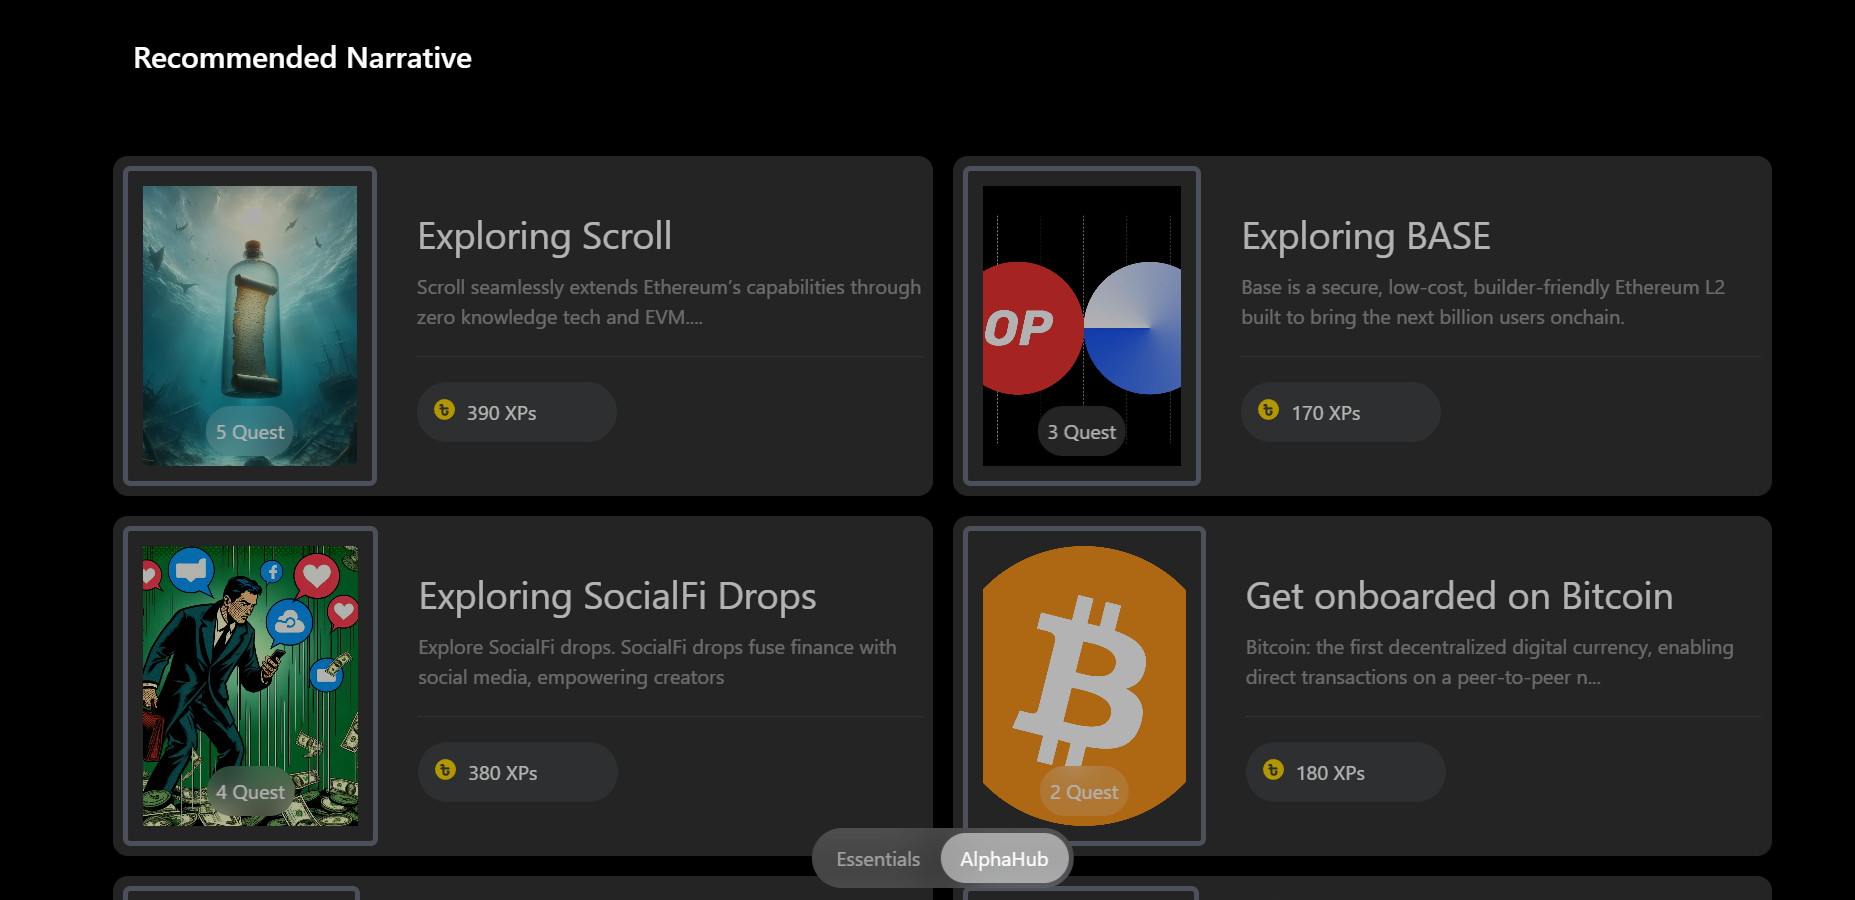 Recommended Narrative
Exploring Scroll
Scroll seamlessly extends Ethereum’s capabilities through
zero knowledge tech and EVM....
390 XPs
5 Quest
Exploring BASE
Base is a secure, low-cost, builder-friendly Ethereum L2
built to bring the next billion users onchain.
OP
170 XPs
3 Quest
Exploring SocialFi Drops
Explore SocialFi drops. SocialFi drops fuse finance with
social media, empowering creators
380 XPs
4 Quest
Get onboarded on Bitcoin
Bitcoin: the first decentralized digital currency, enabling
direct transactions on a peer-to-peer n...
180 XPs
2 Quest
Essentials
AlphaHub